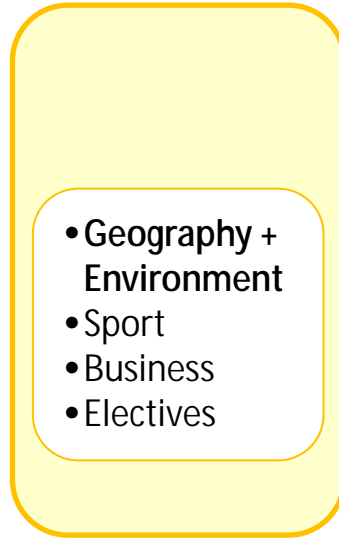 •Geography +
Environment
•Sport
•Business
•Electives